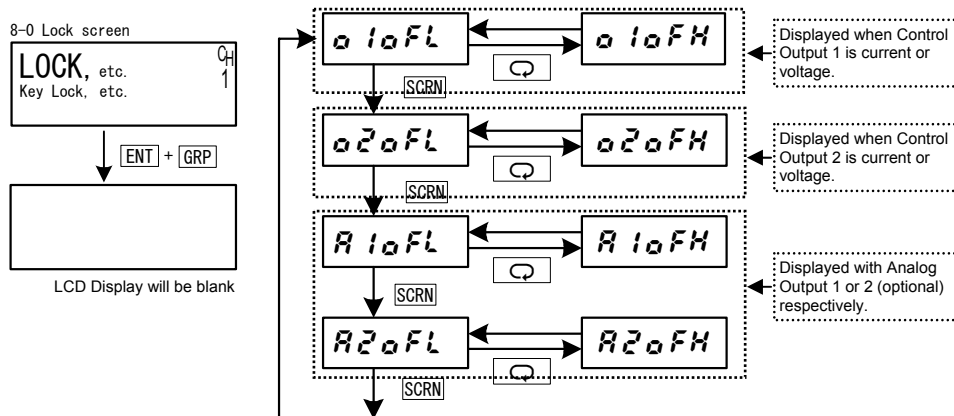 8-0 Lock screen
LOCK, etc.
CH
1
Key Lock, etc.
ENT + GRP
LCD Display will be blank
o1oFL
o1oFH
SCRN
Displayed when Control
Output 1 is current or
voltage.
o2oFL
o2oFH
SCRN
Displayed when Control
Output 2 is current or
voltage.
A1oFL
A1oFH
SCRN
A2oFL
A2oFH
SCRN
Displayed with Analog
Output 1 or 2 (optional)
respectively.